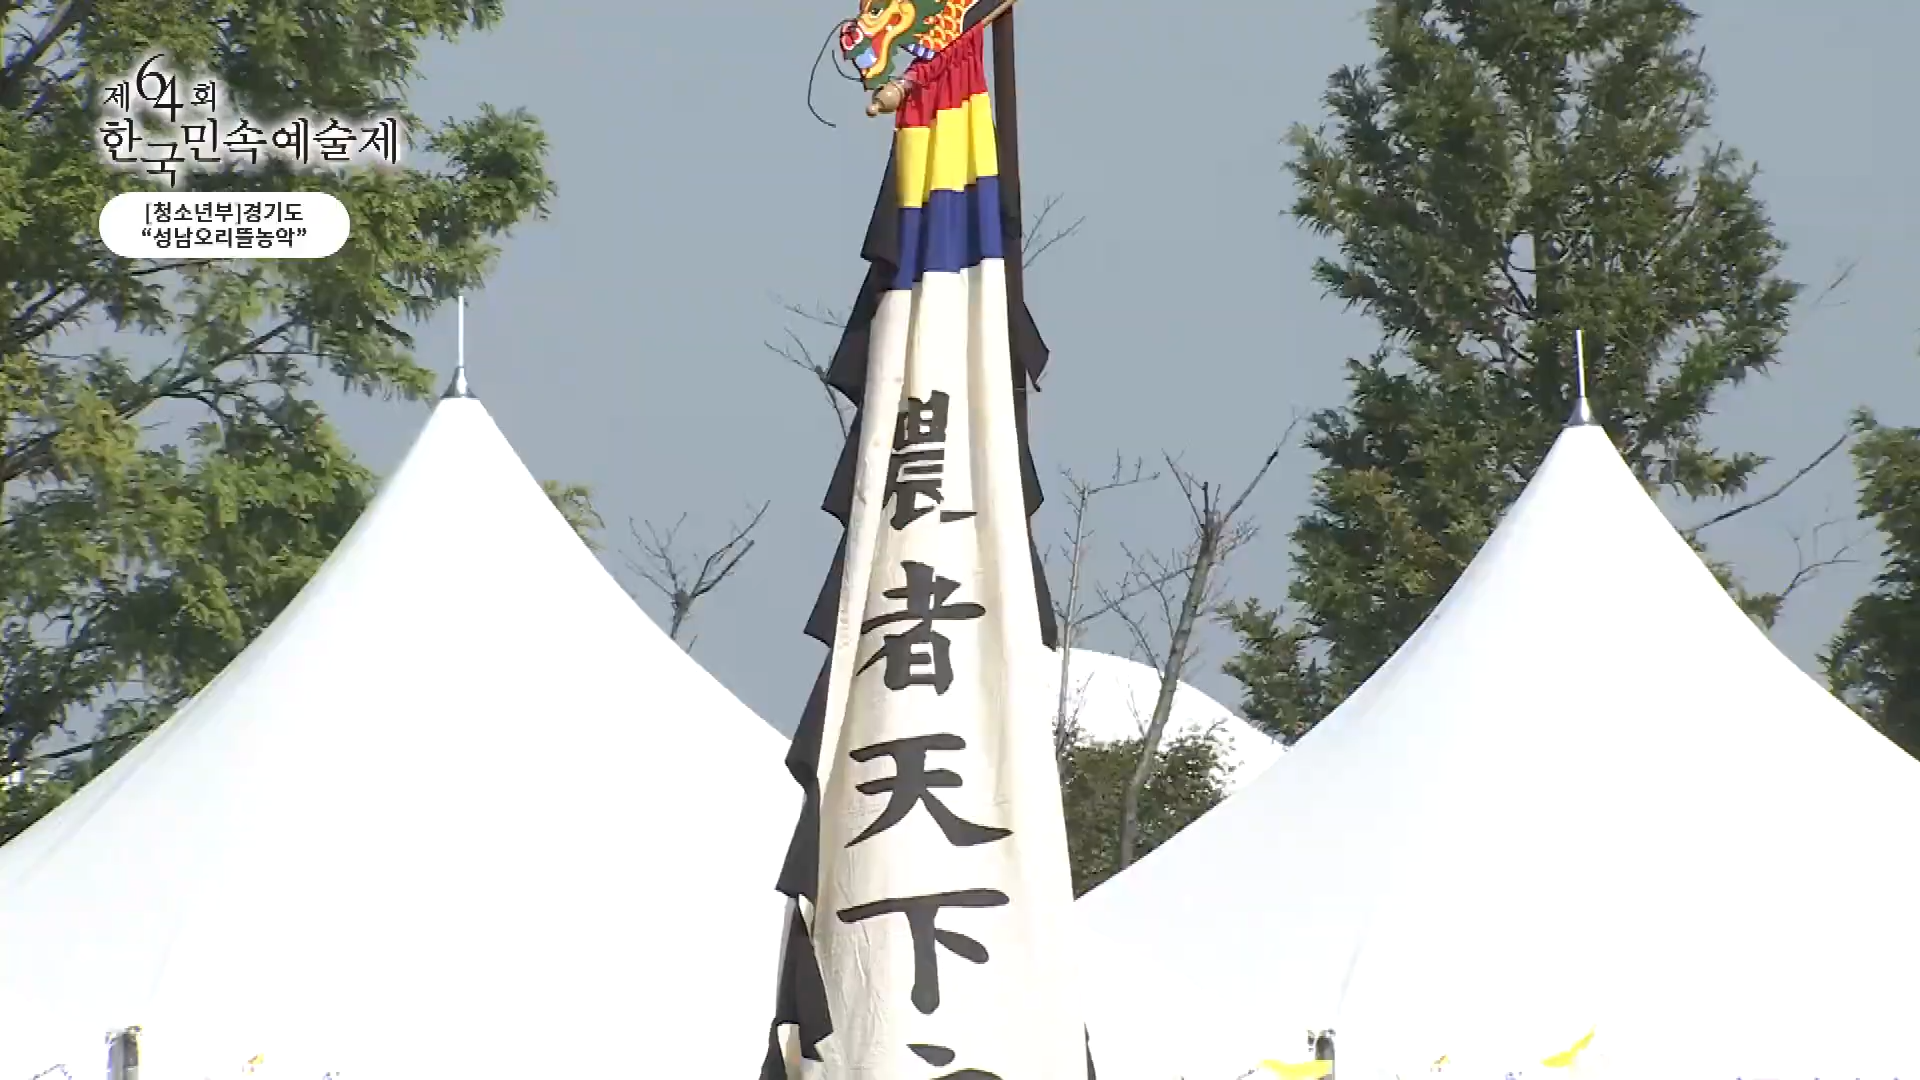 제64회
한국민속예술제
[청소년부]경기도
“성남오리뜰농악”
農者天下